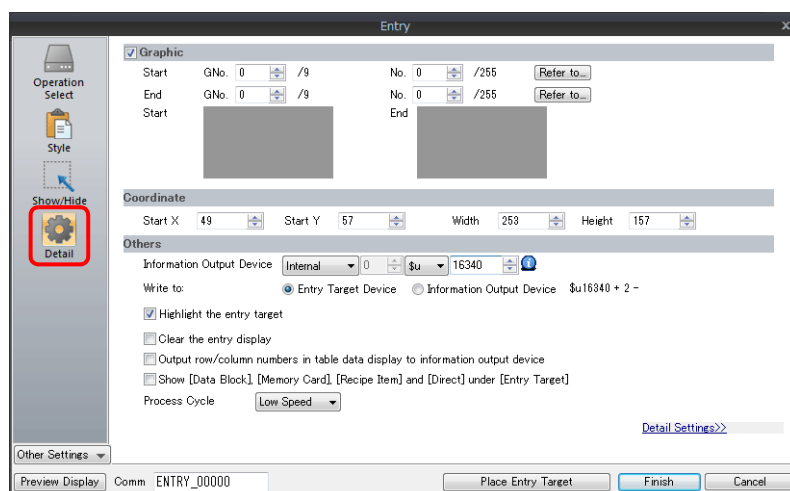 Entry
Operation
Select
Style
Show/Hide
Detail
Other Settings
Graphic
Start GNo. 0 /9 No. 0 /255 Refer to...
End GNo. 0 /9 No. 0 /255 Refer to...
Start End
Coordinate
Start X 49 Start Y 57 Width 253 Height 157
Others
Information Output Device Internal 0 $u 16340
Write to: Entry Target Device Information Output Device $u16340 + 2 -
Highlight the entry target
Clear the entry display
Output row/column numbers in table data display to information output device
Show [Data Block], [Memory Card], [Recipe Item] and [Direct] under [Entry Target]
Process Cycle Low Speed
Detail Settings>>
Preview Display Comm ENTRY_00000 Place Entry Target Finish Cancel